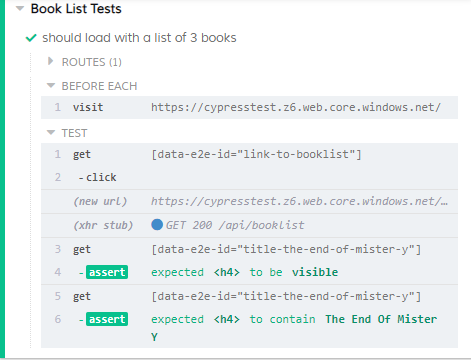 Book List Tests
should load with a list of 3 books
ROUTES (1)
BEFORE EACH
1 visit https://cypresstest.z6.web.core.windows.net/
TEST
1 get [data-e2e-id="link-to-booklist"]
2 -click
(new url) https://cypresstest.z6.web.core.windows.net/…
(xhr stub) GET 200 /api/booklist
3 get [data-e2e-id="title-the-end-of-mister-y"]
4 -assert expected <h4> to be visible
5 get [data-e2e-id="title-the-end-of-mister-y"]
6 -assert expected <h4> to contain The End Of Mister
Y